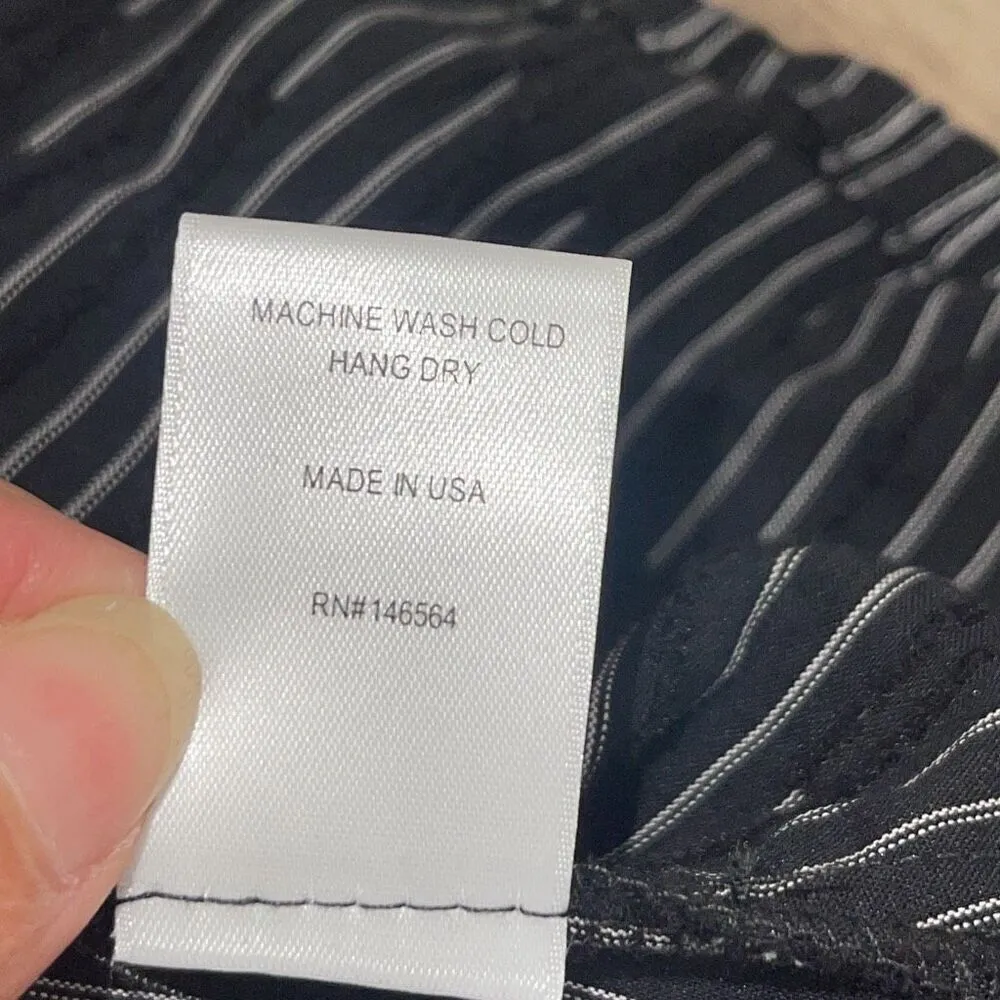 MACHINE WASH COLD
HANG DRY
MADE IN USA
RN#146564